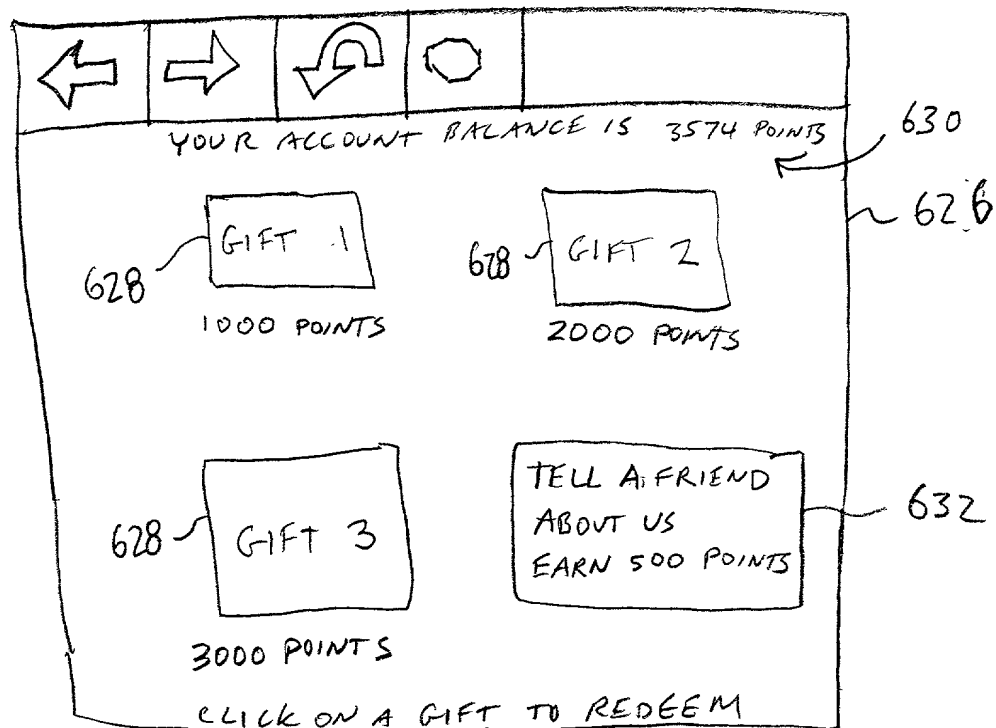 YOUR ACCOUNT BALANCE IS 3574 POINTS
630
626
GIFT 1
628
1000 POINTS
GIFT 2
628
2000 POINTS
GIFT 3
628
3000 POINTS
TELL A FRIEND
ABOUT US
EARN 500 POINTS
632
CLICK ON A GIFT TO REDEEM